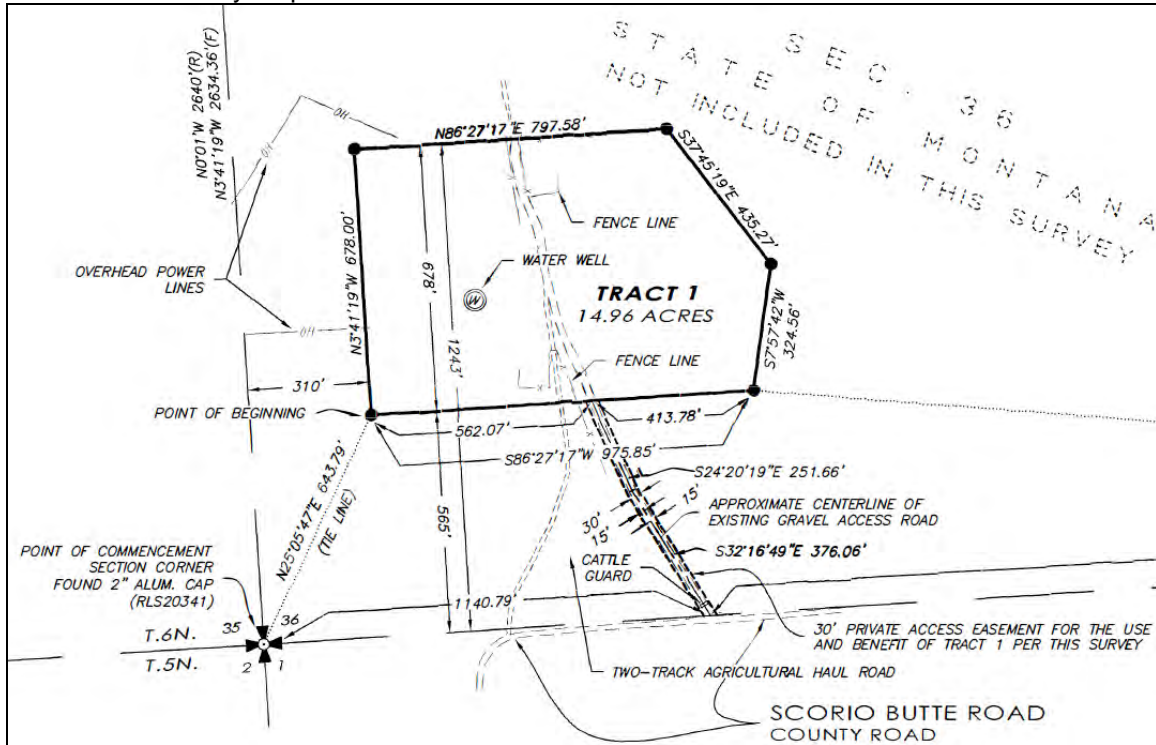 SEC. 36
STATE OF MONTANA
NOT INCLUDED IN THIS SURVEY
N0°01'W 2640'(R)
N3°41'19"W 2634.36'(F)
OH
OH
N86°27'17"E 797.58'
S37°45'19"E 435.27'
FENCE LINE
WATER WELL
W
OVERHEAD POWER
LINES
N3°41'19"W 678.00'
678'
1243'
TRACT 1
14.96 ACRES
S7°57'42"W
324.56'
OH
FENCE LINE
310'
POINT OF BEGINNING
562.07'
413.78'
S86°27'17"W 975.85'
N25°05'47"E 643.79'
(TIE LINE)
565'
S24°20'19"E 251.66'
15'
30'
15'
APPROXIMATE CENTERLINE OF
EXISTING GRAVEL ACCESS ROAD
S32°16'49"E 376.06'
CATTLE
GUARD
POINT OF COMMENCEMENT
SECTION CORNER
FOUND 2" ALUM. CAP
(RLS20341)
1140.79'
T.6N.
35
36
T.5N.
2
1
30' PRIVATE ACCESS EASEMENT FOR THE USE
AND BENEFIT OF TRACT 1 PER THIS SURVEY
TWO-TRACK AGRICULTURAL HAUL ROAD
SCORIO BUTTE ROAD
COUNTY ROAD